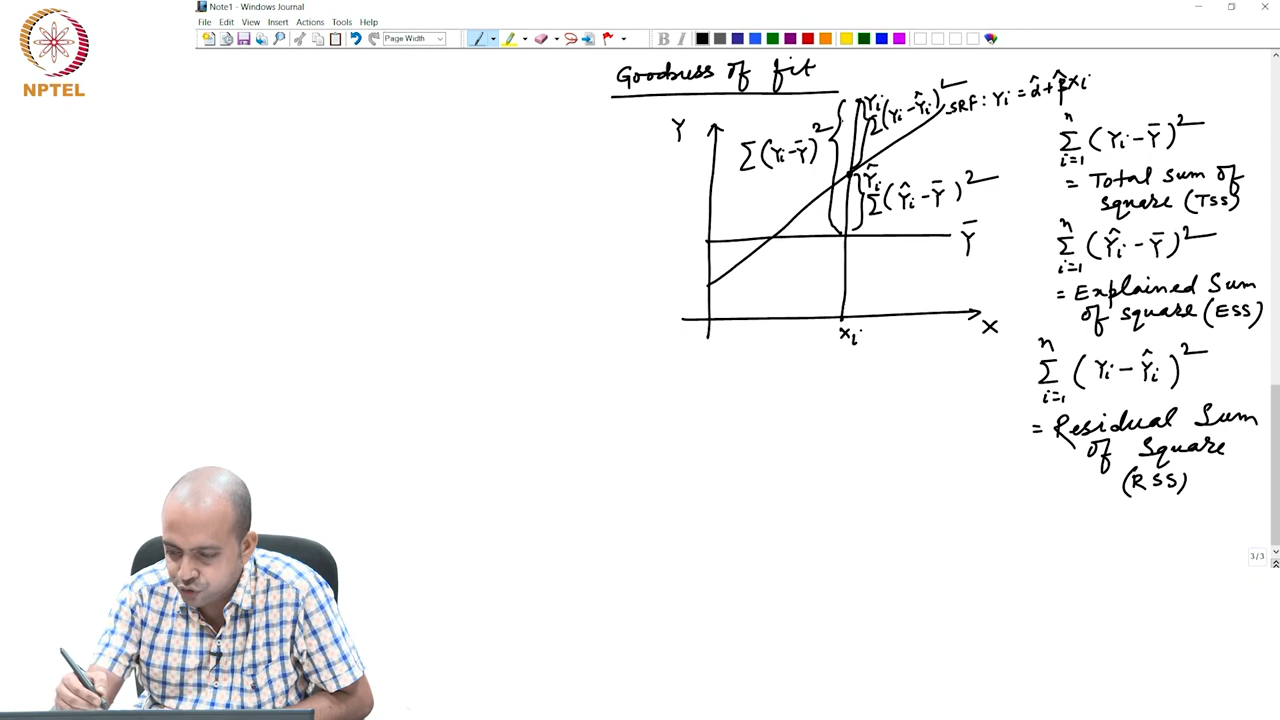 Note1 - Windows Journal
File Edit View Insert Actions Tools Help
Page Width
B I
NPTEL
Goodness of fit
Y
Σ(Yi-Ȳ)²
Yi
Σ(Yi-Ŷi)²
SRF: Yi = α̂+β̂Xi
Ŷi
Σ(Ŷi-Ȳ)²
Ȳ
Xi
X
n
Σ (Yi-Ȳ)²
i=1
= Total sum of
square (TSS)
n
Σ (Ŷi-Ȳ)²
i=1
= Explained Sum
of square (ESS)
n
Σ (Yi-Ŷi)²
i=1
= Residual Sum
of Square
(RSS)
3/3